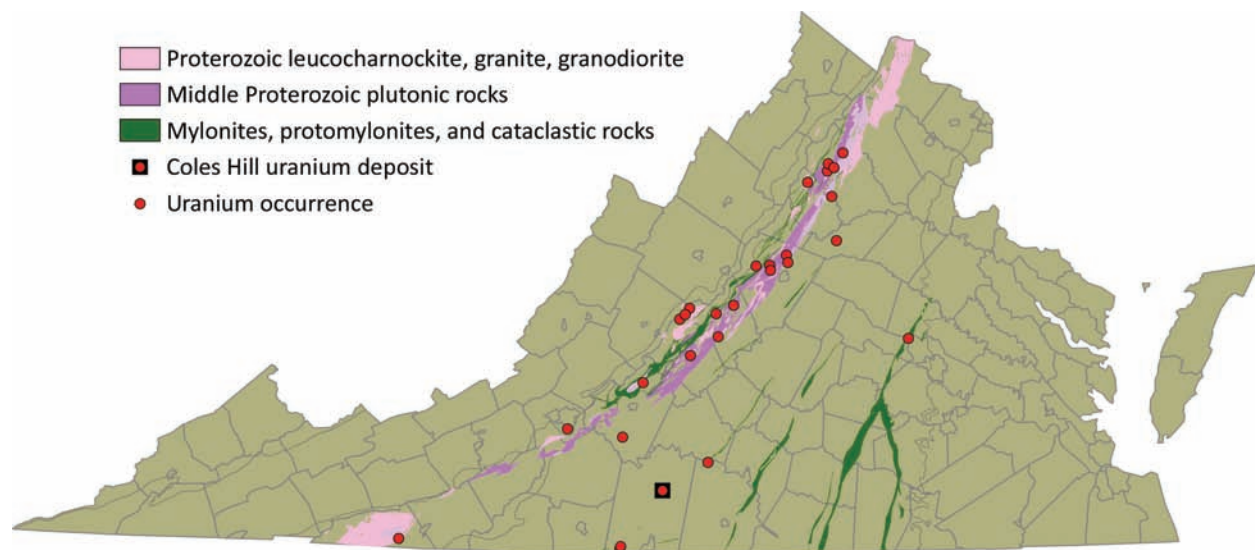 Proterozoic leucocharnockite, granite, granodiorite
Middle Proterozoic plutonic rocks
Mylonites, protomylonites, and cataclastic rocks
Coles Hill uranium deposit
Uranium occurrence